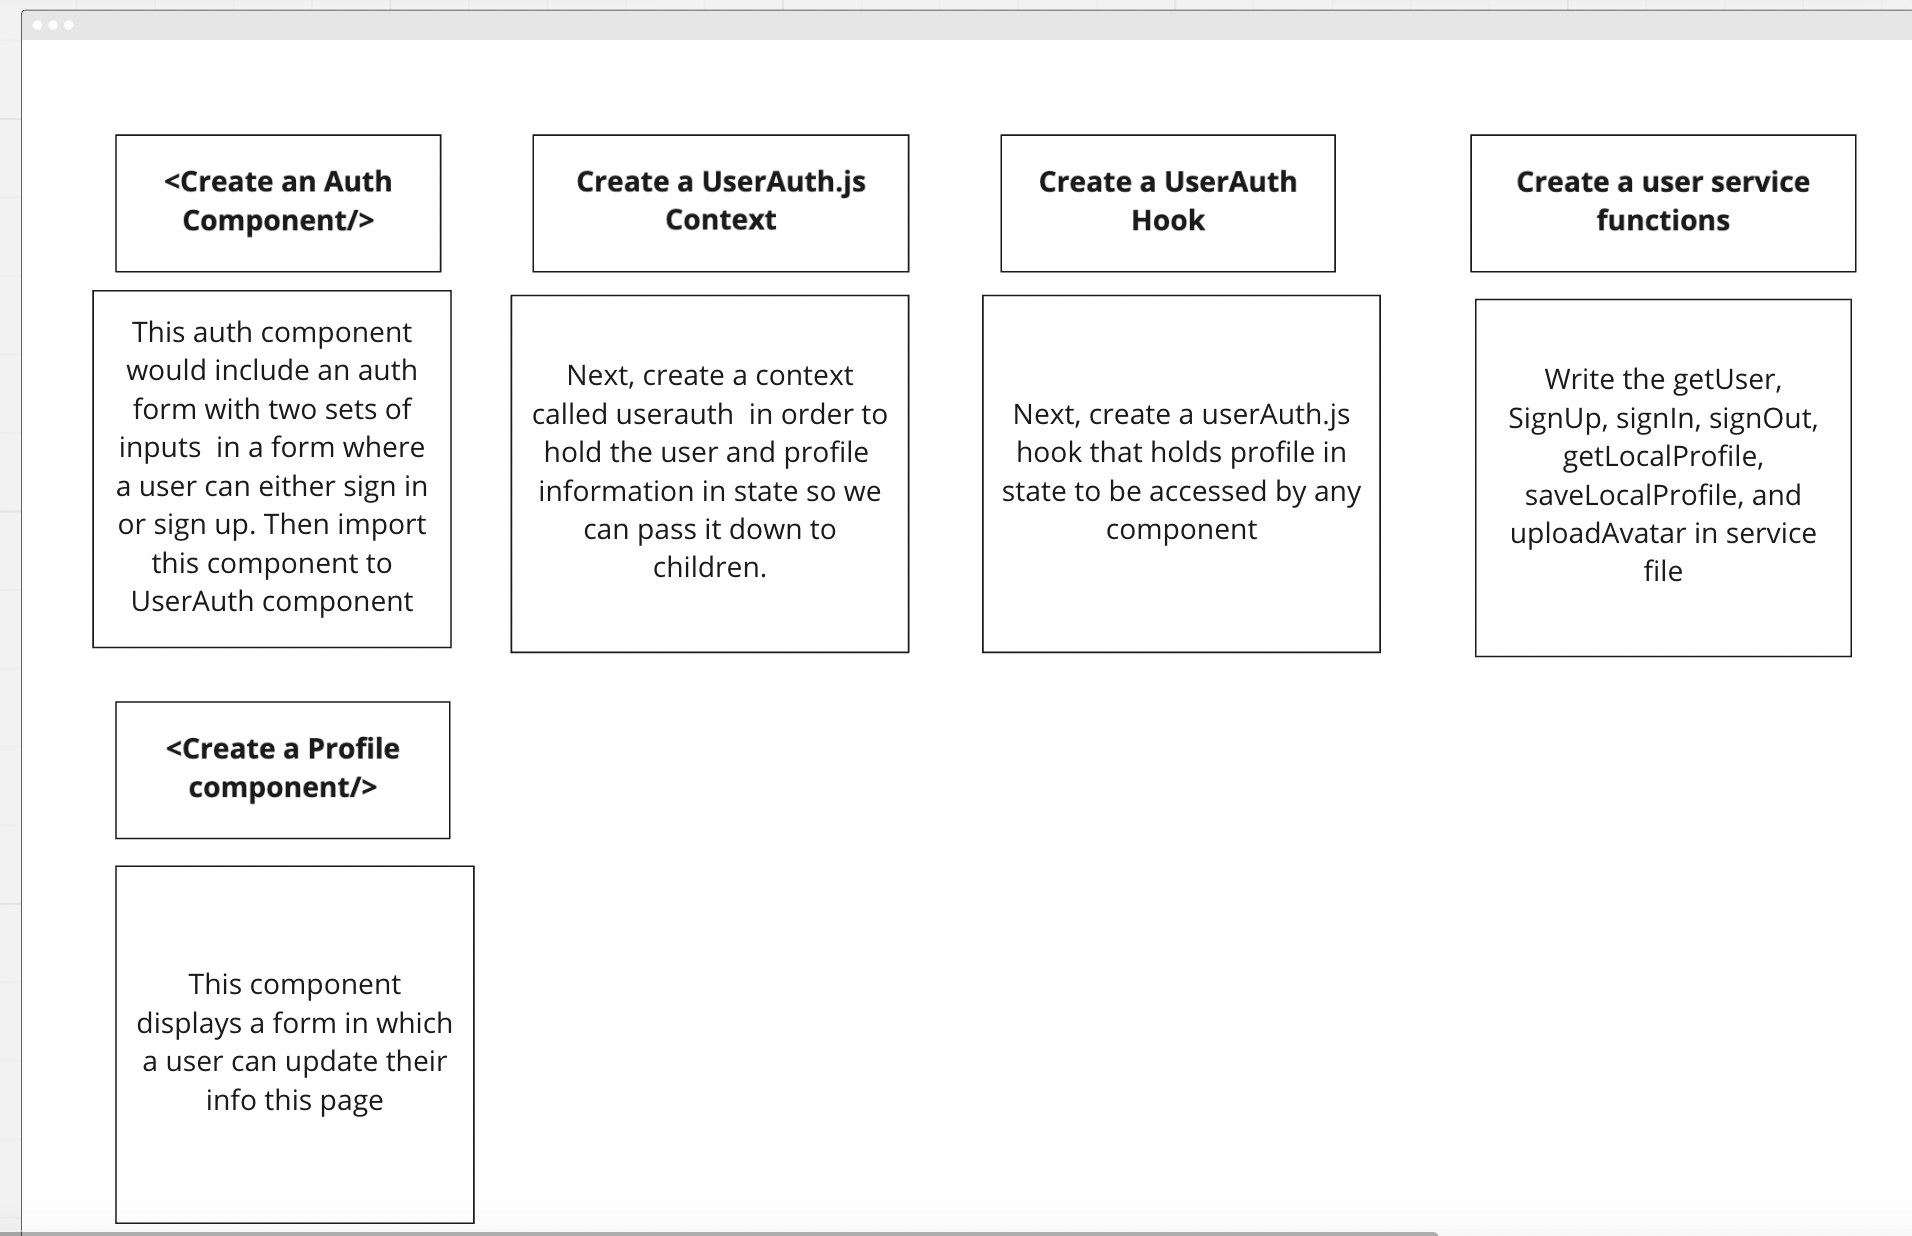 <Create an Auth
Component/>
This auth component
would include an auth
form with two sets of
inputs  in a form where
a user can either sign in
or sign up. Then import
this component to
UserAuth component
Create a UserAuth.js
Context
Next, create a context
called userauth  in order to
hold the user and profile
information in state so we
can pass it down to
children.
Create a UserAuth
Hook
Next, create a userAuth.js
hook that holds profile in
state to be accessed by any
component
Create a user service
functions
Write the getUser,
SignUp, signIn, signOut,
getLocalProfile,
saveLocalProfile, and
uploadAvatar in service
file
<Create a Profile
component/>
This component
displays a form in which
a user can update their
info this page